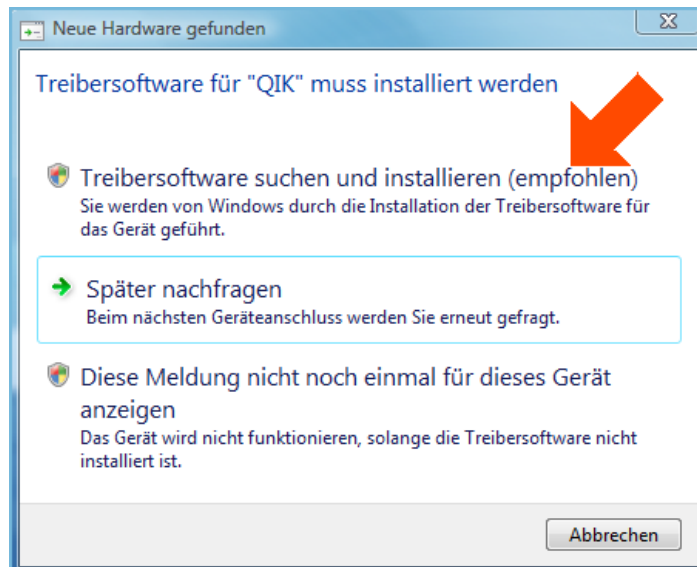 Neue Hardware gefunden
Treibersoftware für "QIK" muss installiert werden
Treibersoftware suchen und installieren (empfohlen)
Sie werden von Windows durch die Installation der Treibersoftware für
das Gerät geführt.
Später nachfragen
Beim nächsten Geräteanschluss werden Sie erneut gefragt.
Diese Meldung nicht noch einmal für dieses Gerät
anzeigen
Das Gerät wird nicht funktionieren, solange die Treibersoftware nicht
installiert ist.
Abbrechen